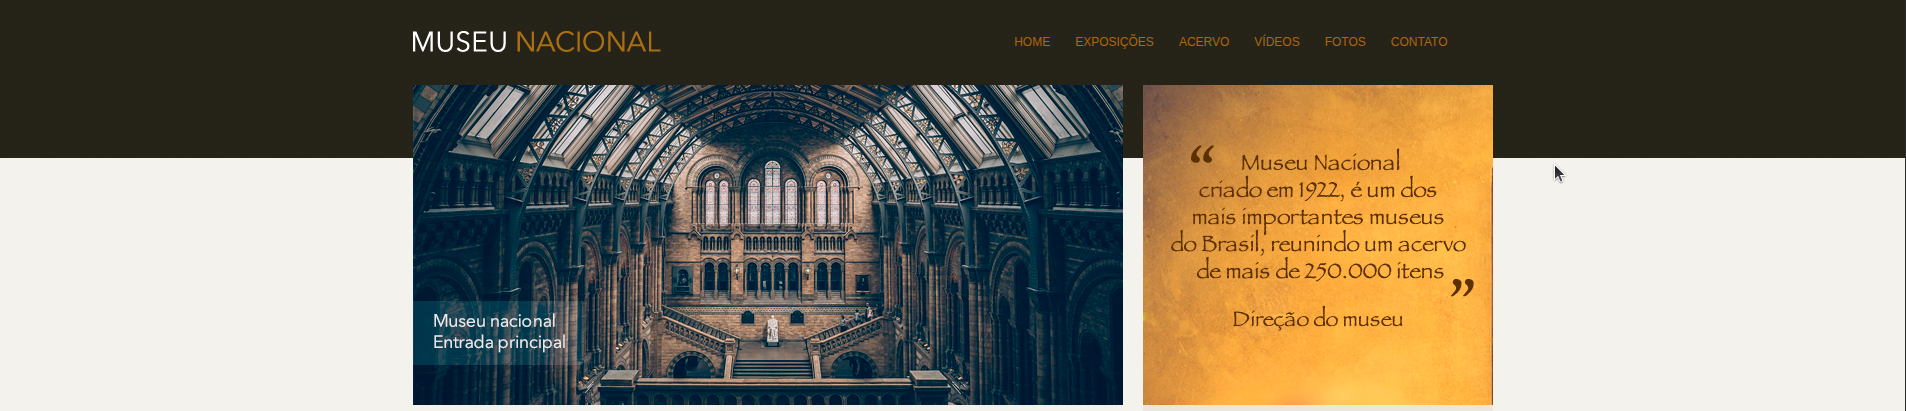 MUSEU NACIONAL
HOME EXPOSIÇÕES ACERVO VÍDEOS FOTOS CONTATO
Museu nacional
Entrada principal
“ Museu Nacional
criado em 1922, é um dos
mais importantes museus
do Brasil, reunindo um acervo
de mais de 250.000 itens ”
Direção do museu